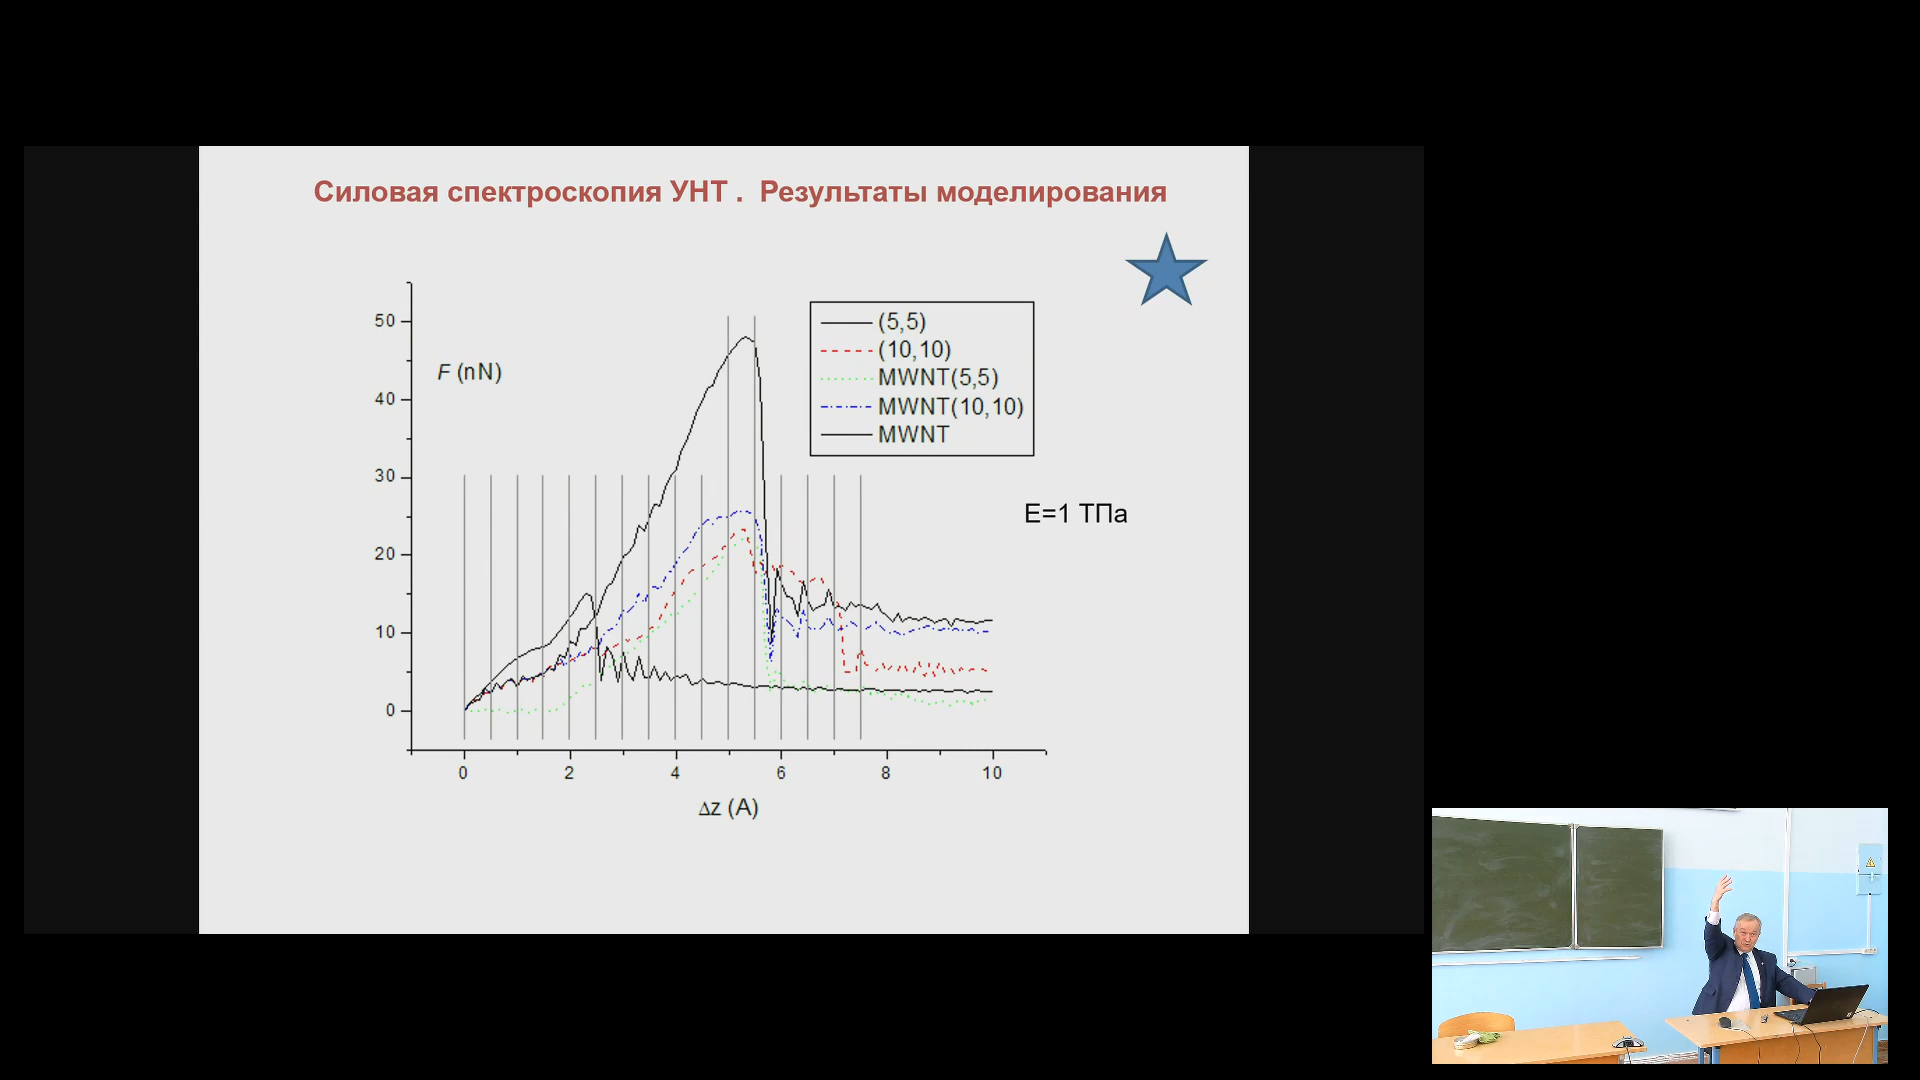 Силовая спектроскопия УНТ . Результаты моделирования
50
40
30
20
10
0
F (nN)
(5,5)
(10,10)
MWNT(5,5)
MWNT(10,10)
MWNT
E=1 ТПа
0
2
4
6
8
10
Δz (A)